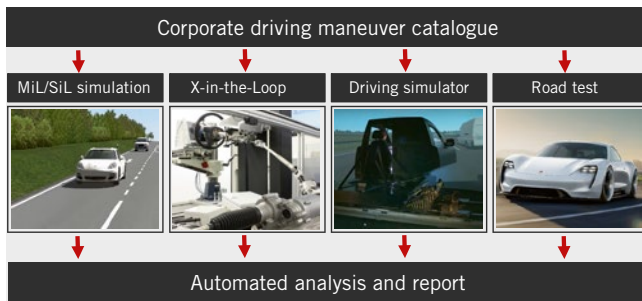 Corporate driving maneuver catalogue
MiL/SiL simulation
X-in-the-Loop
Driving simulator
Road test
Automated analysis and report